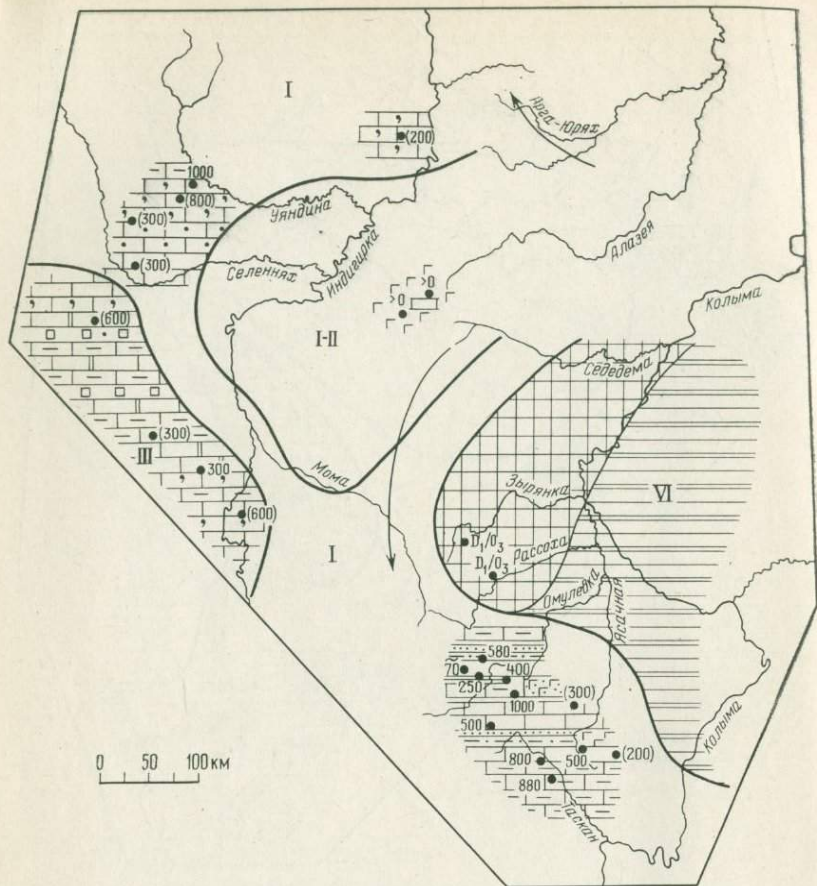 I
Арга-Юрях
(200)
1000
(800)
(300)
(300)
Уяндина
Селеннях
Индигирка
Алазея
Колыма
>0
>0
(600)
I-II
Седедема
(300)
III
300
(600)
Мома
Зырянка
VI
D₁/O₃
Рассоха
D₁/O₃
I
Омулевка
Ясачная
580
70
400
250
1000
(300)
500
Колыма
800
500
(200)
880
Таскан
0 50 100 км